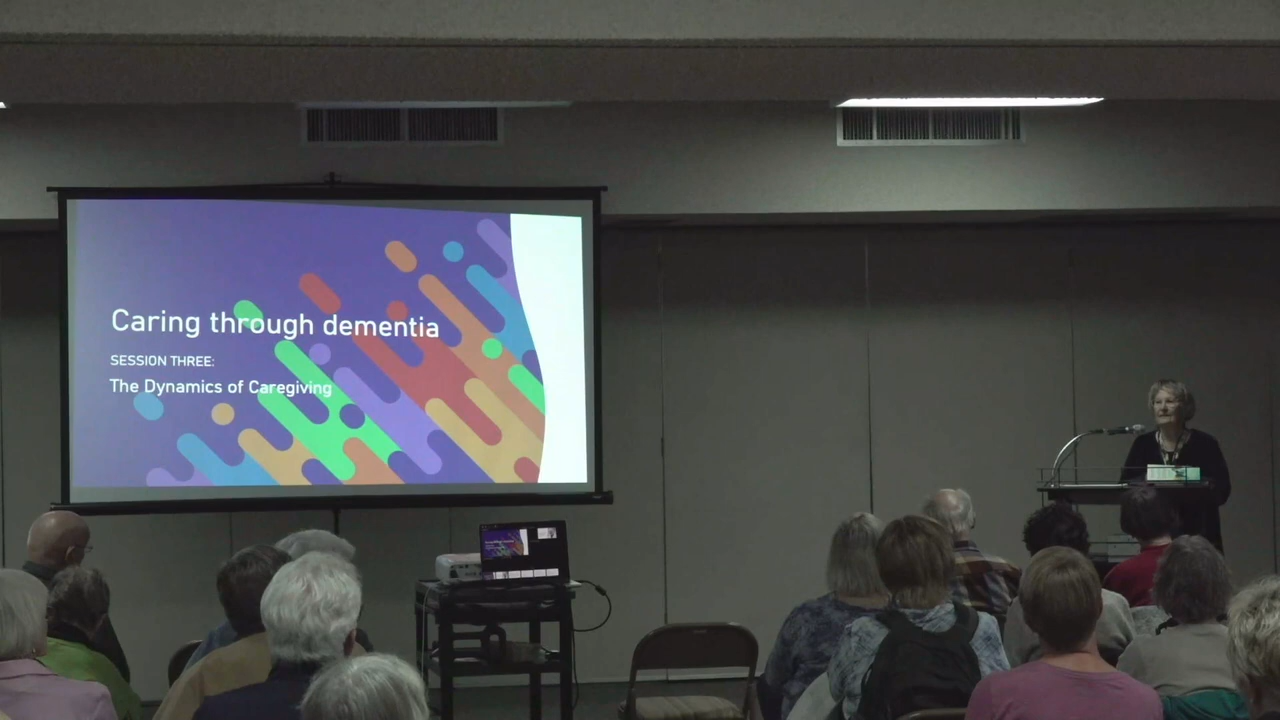 Caring through dementia
SESSION THREE:
The Dynamics of Caregiving